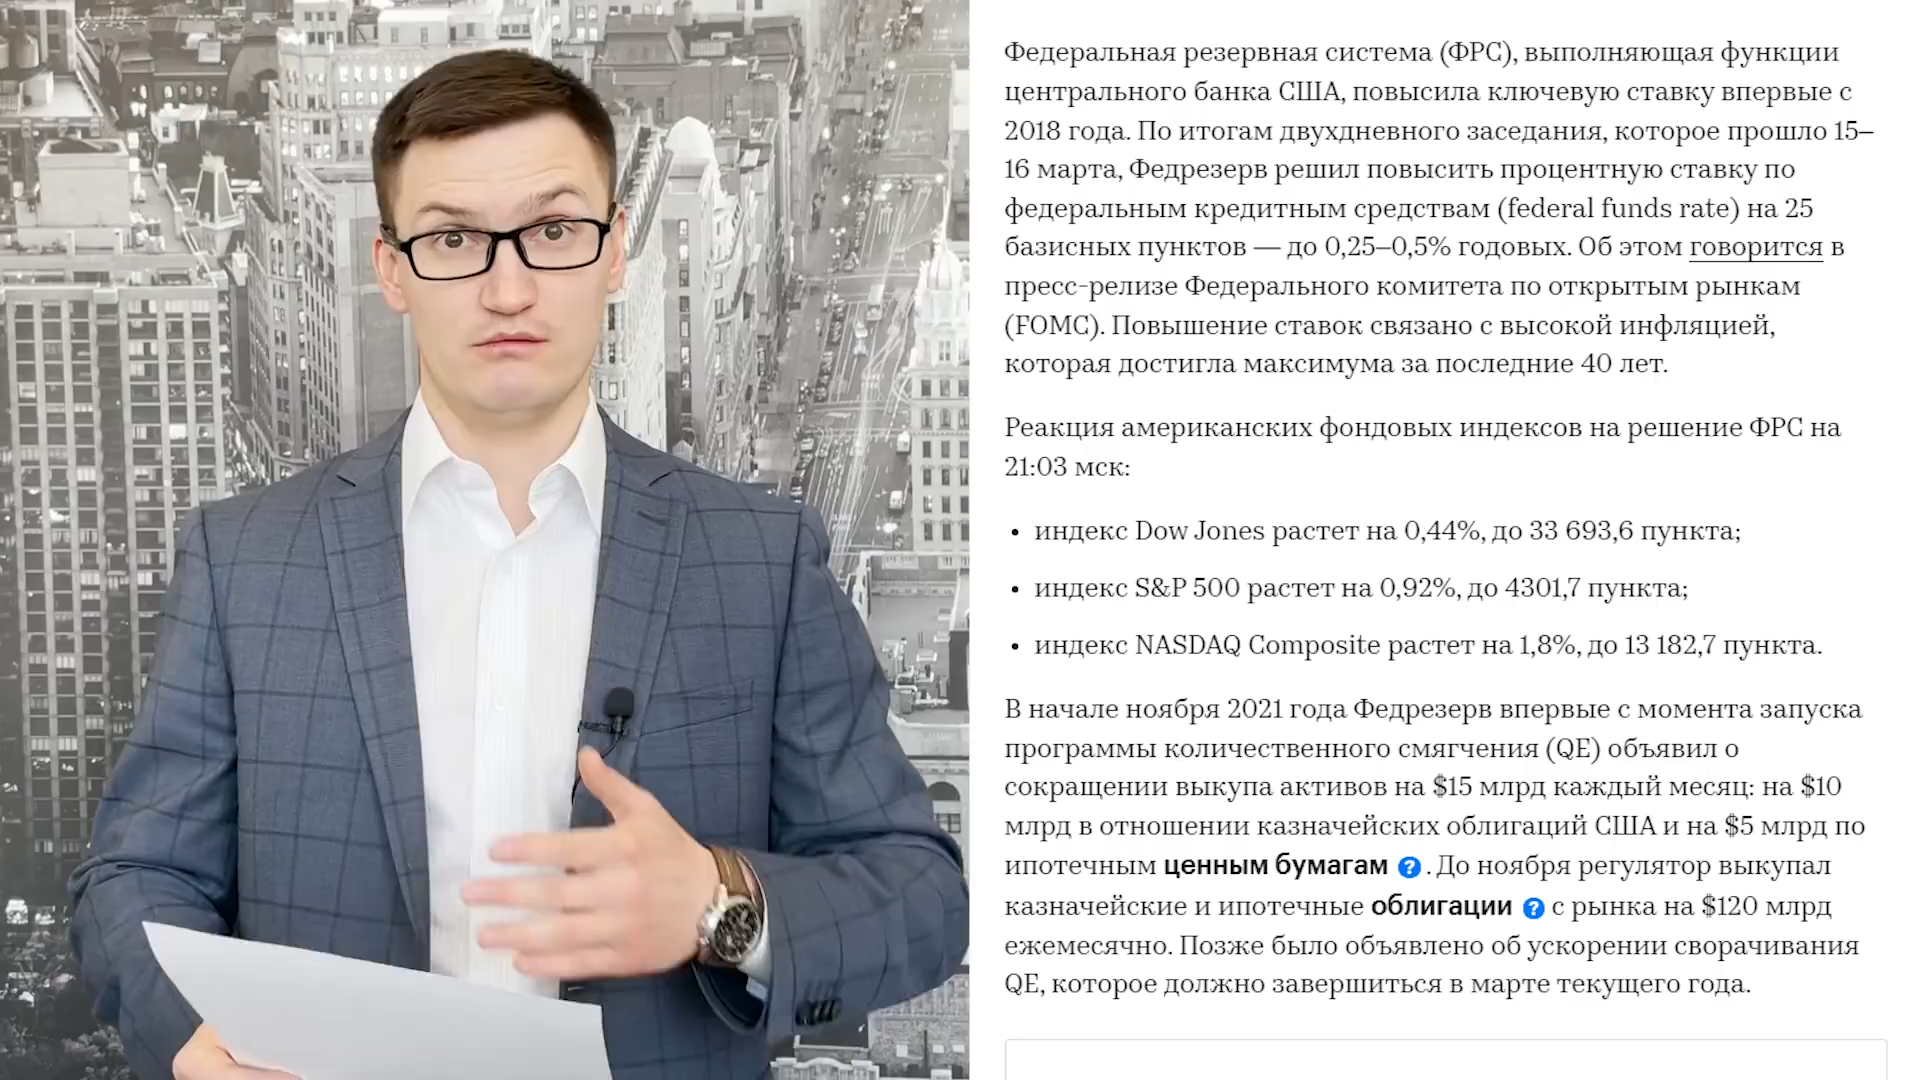 Федеральная резервная система (ФРС), выполняющая функции
центрального банка США, повысила ключевую ставку впервые с
2018 года. По итогам двухдневного заседания, которое прошло 15–
16 марта, Федрезерв решил повысить процентную ставку по
федеральным кредитным средствам (federal funds rate) на 25
базисных пунктов — до 0,25–0,5% годовых. Об этом говорится в
пресс-релизе Федерального комитета по открытым рынкам
(FOMC). Повышение ставок связано с высокой инфляцией,
которая достигла максимума за последние 40 лет.
Реакция американских фондовых индексов на решение ФРС на
21:03 мск:
• индекс Dow Jones растет на 0,44%, до 33 693,6 пункта;
• индекс S&P 500 растет на 0,92%, до 4301,7 пункта;
• индекс NASDAQ Composite растет на 1,8%, до 13 182,7 пункта.
В начале ноября 2021 года Федрезерв впервые с момента запуска
программы количественного смягчения (QE) объявил о
сокращении выкупа активов на $15 млрд каждый месяц: на $10
млрд в отношении казначейских облигаций США и на $5 млрд по
ипотечным ценным бумагам ? . До ноября регулятор выкупал
казначейские и ипотечные облигации ? с рынка на $120 млрд
ежемесячно. Позже было объявлено об ускорении сворачивания
QE, которое должно завершиться в марте текущего года.